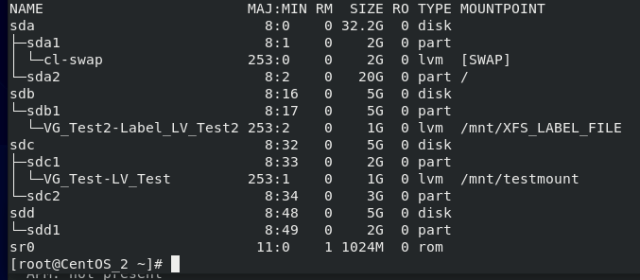 NAME MAJ:MIN RM SIZE RO TYPE MOUNTPOINT
sda 8:0 0 32.2G 0 disk
├─sda1 8:1 0 2G 0 part
│ └─cl-swap 253:0 0 2G 0 lvm [SWAP]
└─sda2 8:2 0 20G 0 part /
sdb 8:16 0 5G 0 disk
└─sdb1 8:17 0 5G 0 part
  └─VG_Test2-Label_LV_Test2 253:2 0 1G 0 lvm /mnt/XFS_LABEL_FILE
sdc 8:32 0 5G 0 disk
├─sdc1 8:33 0 2G 0 part
│ └─VG_Test-LV_Test 253:1 0 1G 0 lvm /mnt/testmount
└─sdc2 8:34 0 3G 0 part
sdd 8:48 0 5G 0 disk
└─sdd1 8:49 0 2G 0 part
sr0 11:0 1 1024M 0 rom
[root@CentOS_2 ~]#
not present